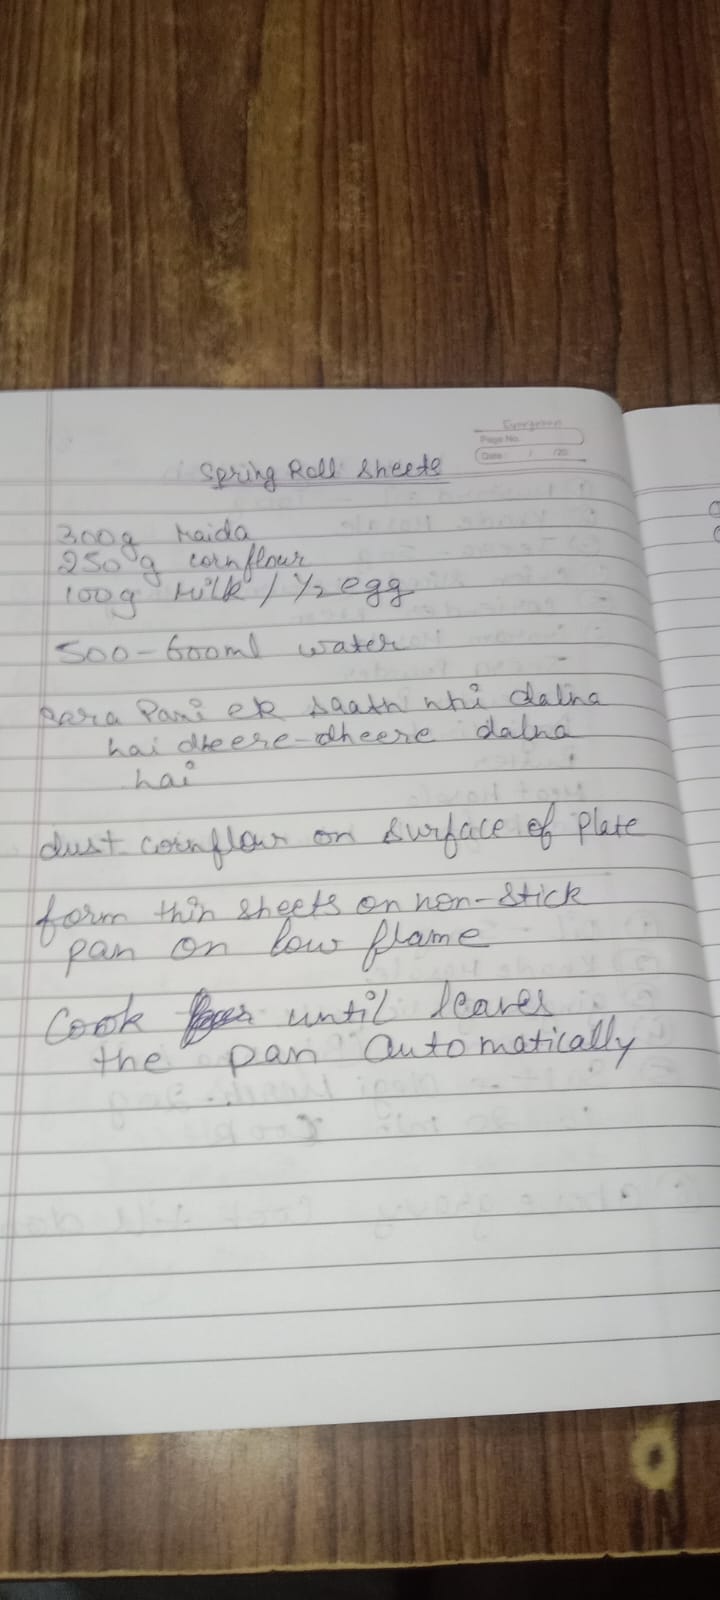 Evergreen
Page No.
Date: / /20
Spring Roll Sheets
300g Maida
250g cornflour
100g Milk / 1/2 egg
500-600ml water
Sara Pani ek saath nhi dalna
hai dheere-dheere dalna
hai
dust cornflour on surface of Plate
form thin sheets on non-stick
pan on low flame
Cook until leaves
the pan automatically